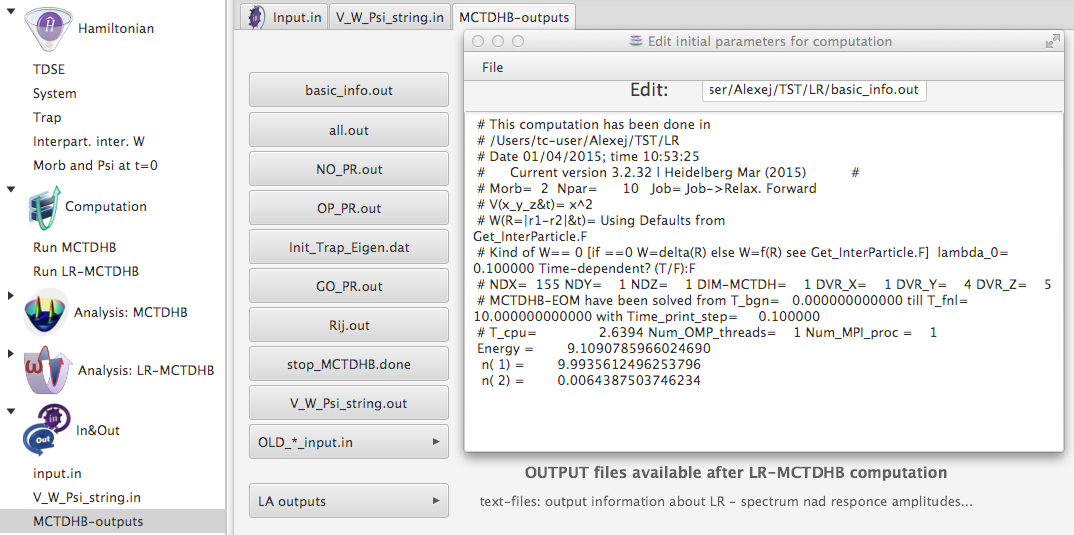 Hamiltonian
TDSE
System
Trap
Interpart. inter. W
Morb and Psi at t=0
Computation
Run MCTDHB
Run LR-MCTDHB
Analysis: MCTDHB
ω
Analysis: LR-MCTDHB
In
Out
In&Out
input.in
V_W_Psi_string.in
MCTDHB-outputs
in
Input.in
V_W_Psi_string.in
MCTDHB-outputs
basic_info.out
all.out
NO_PR.out
OP_PR.out
Init_Trap_Eigen.dat
GO_PR.out
Rij.out
stop_MCTDHB.done
V_W_Psi_string.out
OLD_*_input.in
LA outputs
Edit initial parameters for computation
File
Edit:
ser/Alexej/TST/LR/basic_info.out
# This computation has been done in
# /Users/tc-user/Alexej/TST/LR
# Date 01/04/2015; time 10:53:25
# Current version 3.2.32 l Heidelberg Mar (2015) #
# Morb= 2 Npar= 10 Job= Job->Relax. Forward
# V(x_y_z&t)= x^2
# W(R=|r1-r2|&t)= Using Defaults from
Get_InterParticle.F
# Kind of W== 0 [if ==0 W=delta(R) else W=f(R) see Get_InterParticle.F] lambda_0=
0.100000 Time-dependent? (T/F):F
# NDX= 155 NDY= 1 NDZ= 1 DIM-MCTDH= 1 DVR_X= 1 DVR_Y= 4 DVR_Z= 5
# MCTDHB-EOM have been solved from T_bgn= 0.000000000000 till T_fnl=
10.000000000000 with Time_print_step= 0.100000
# T_cpu= 2.6394 Num_OMP_threads= 1 Num_MPI_proc = 1
Energy = 9.1090785966024690
n( 1) = 9.9935612496253796
n( 2) = 0.0064387503746234
OUTPUT files available after LR-MCTDHB computation
text-files: output information about LR - spectrum nad responce amplitudes...